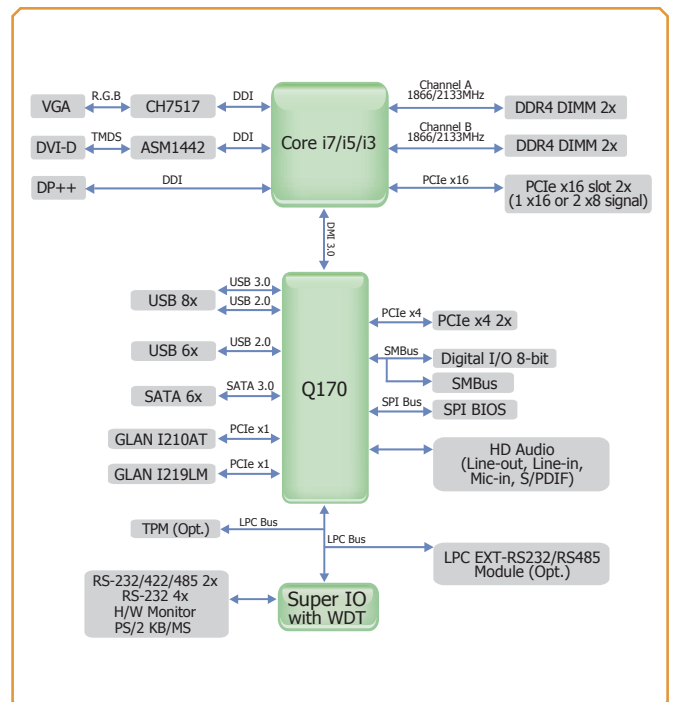 R.G.B
VGA
CH7517
DDI
Core i7/i5/i3
Channel A
1866/2133MHz
DDR4 DIMM 2x
TMDS
DVI-D
ASM1442
DDI
Channel B
1866/2133MHz
DDR4 DIMM 2x
DP++
DDI
PCIe x16
PCIe x16 slot 2x
(1 x16 or 2 x8 signal)
DMI 3.0
USB 8x
USB 3.0
USB 2.0
Q170
PCIe x4
PCIe x4 2x
USB 6x
USB 2.0
SMBus
Digital I/O 8-bit
SMBus
SATA 6x
SATA 3.0
SPI Bus
SPI BIOS
GLAN I210AT
PCIe x1
HD Audio
(Line-out, Line-in,
Mic-in, S/PDIF)
GLAN I219LM
PCIe x1
TPM (Opt.)
LPC Bus
LPC Bus
LPC EXT-RS232/RS485
Module (Opt.)
RS-232/422/485 2x
RS-232 4x
H/W Monitor
PS/2 KB/MS
Super IO
with WDT